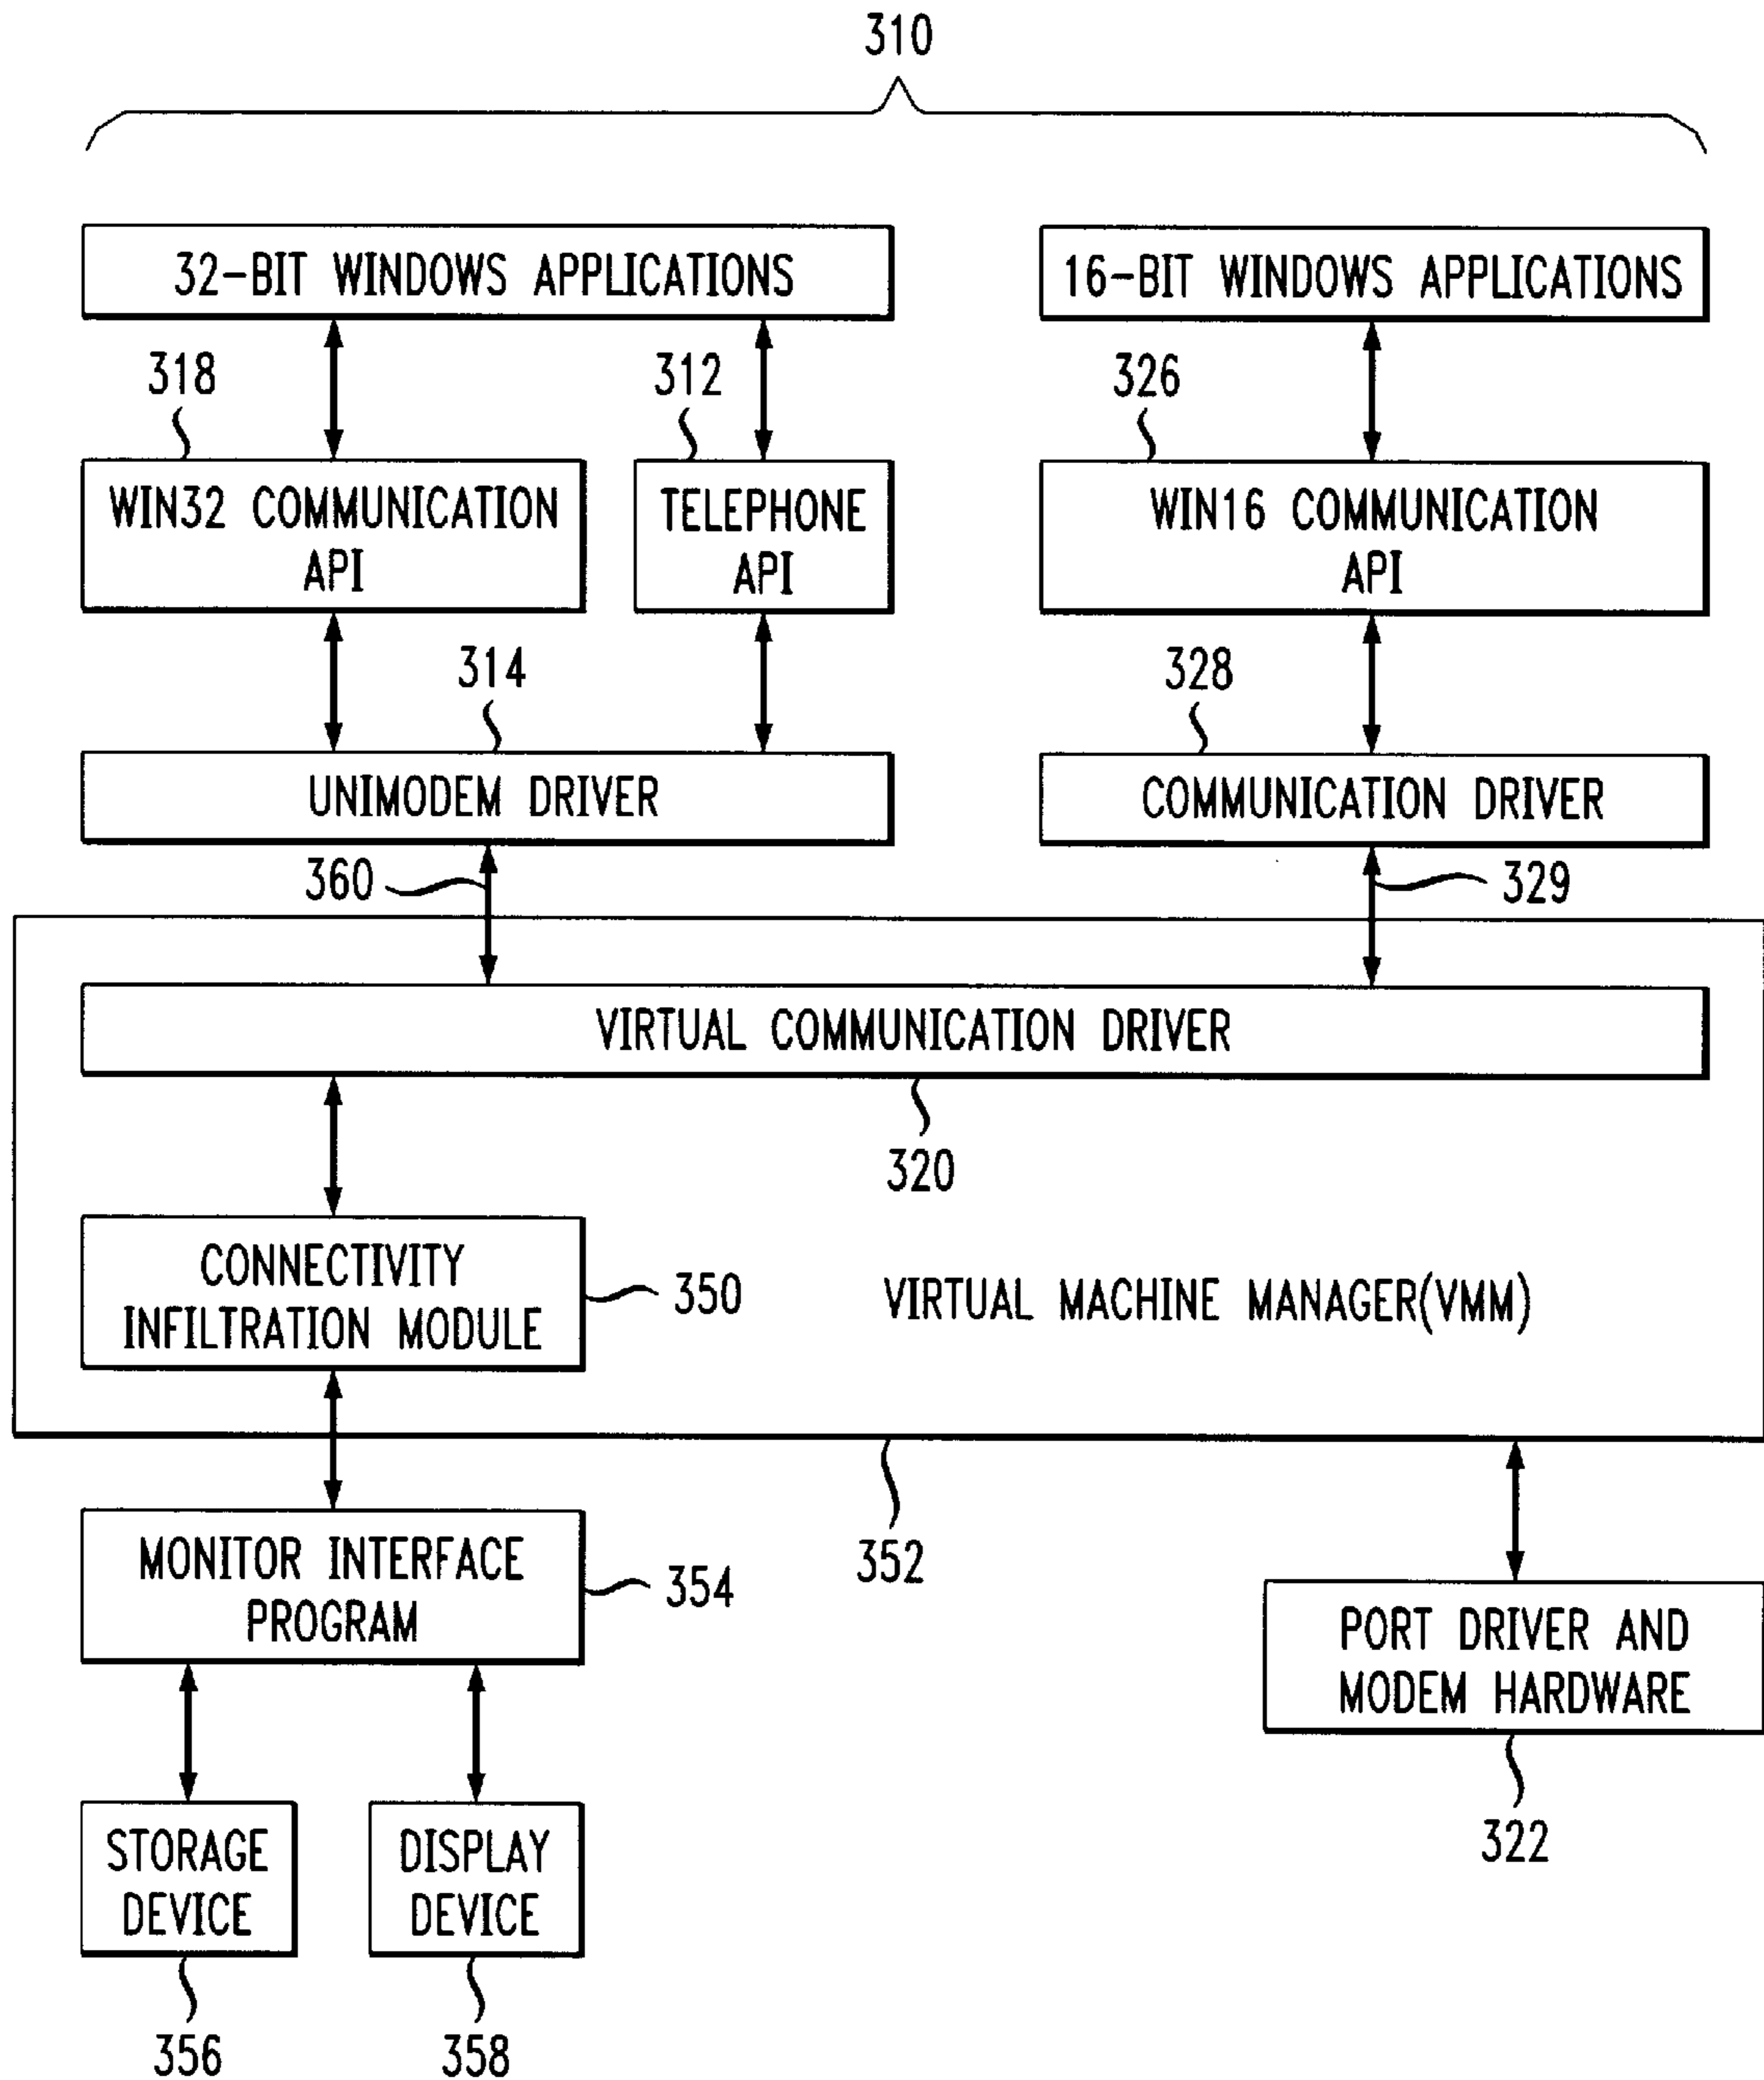 310
32-BIT WINDOWS APPLICATIONS
16-BIT WINDOWS APPLICATIONS
318
312
326
WIN32 COMMUNICATION
API
TELEPHONE
API
WIN16 COMMUNICATION
API
314
328
UNIMODEM DRIVER
COMMUNICATION DRIVER
360
329
VIRTUAL COMMUNICATION DRIVER
320
CONNECTIVITY
INFILTRATION MODULE
350
VIRTUAL MACHINE MANAGER(VMM)
352
MONITOR INTERFACE
PROGRAM
354
PORT DRIVER AND
MODEM HARDWARE
322
STORAGE
DEVICE
DISPLAY
DEVICE
356
358